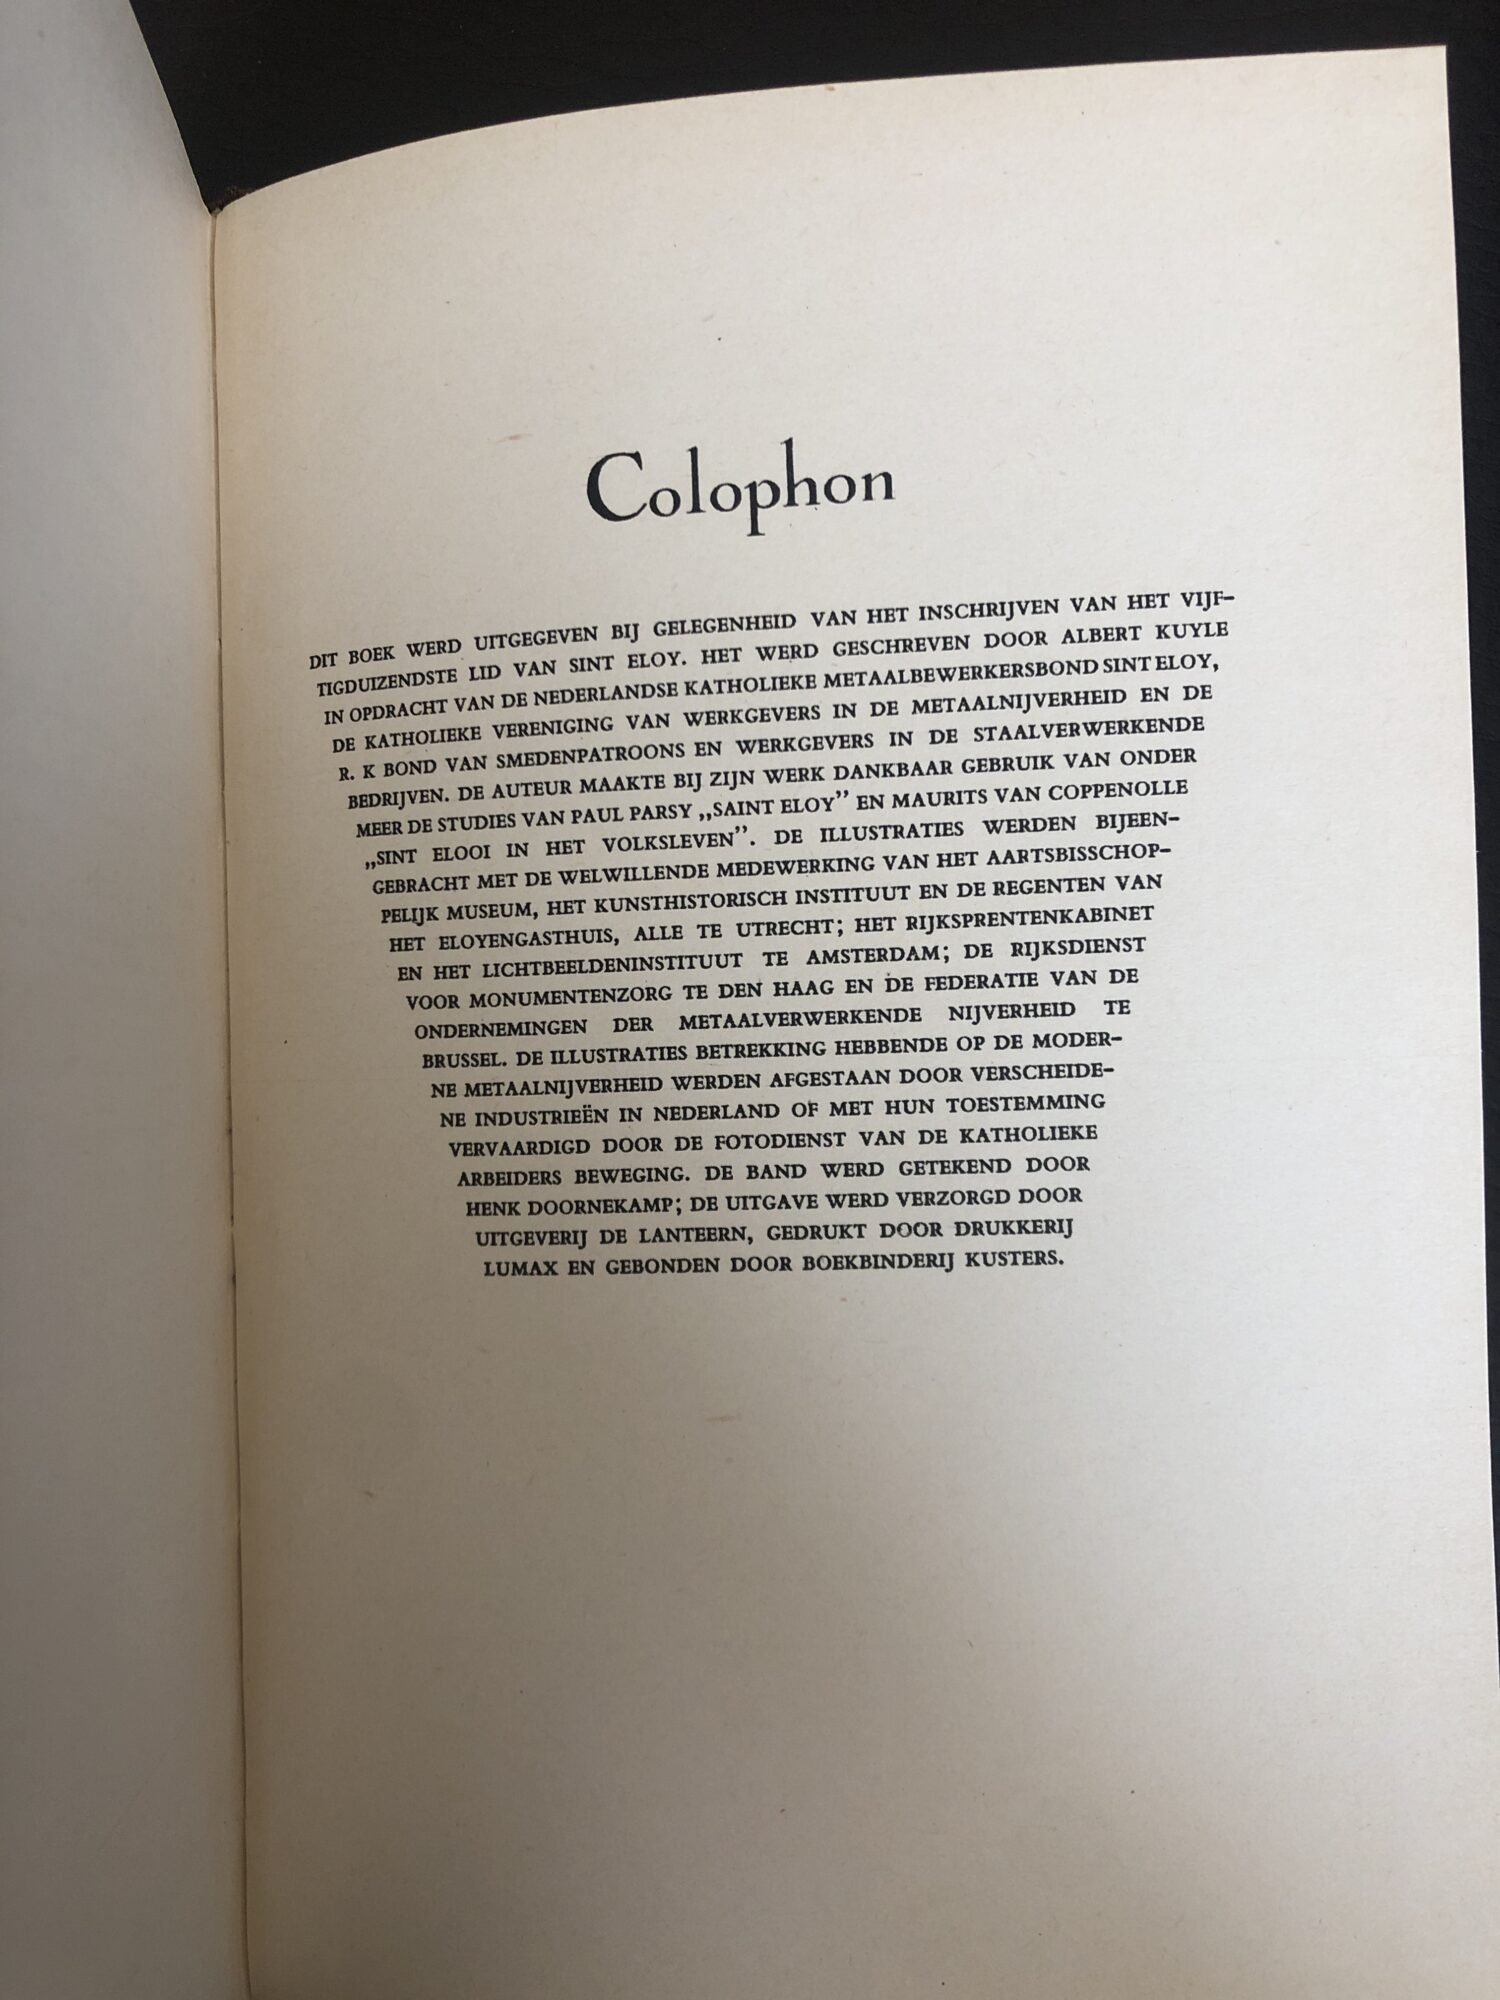 Colophon
DIT BOEK WERD UITGEGEVEN BIJ GELEGENHEID VAN HET INSCHRIJVEN VAN HET VIJF-
TIGDUIZENDSTE LID VAN SINT ELOY. HET WERD GESCHREVEN DOOR ALBERT KUYLE
IN OPDRACHT VAN DE NEDERLANDSE KATHOLIEKE METAALBEWERKERSBOND SINT ELOY,
DE KATHOLIEKE VERENIGING VAN WERKGEVERS IN DE METAALNIJVERHEID EN DE
R. K BOND VAN SMEDENPATROONS EN WERKGEVERS IN DE STAALVERWERKENDE
BEDRIJVEN. DE AUTEUR MAAKTE BIJ ZIJN WERK DANKBAAR GEBRUIK VAN ONDER
MEER DE STUDIES VAN PAUL PARSY „SAINT ELOY” EN MAURITS VAN COPPENOLLE
„SINT ELOOI IN HET VOLKSLEVEN”. DE ILLUSTRATIES WERDEN BIJEEN-
GEBRACHT MET DE WELWILLENDE MEDEWERKING VAN HET AARTSBISSCHOP-
PELIJK MUSEUM, HET KUNSTHISTORISCH INSTITUUT EN DE REGENTEN VAN
HET ELOYENGASTHUIS, ALLE TE UTRECHT; HET RIJKSPRENTENKABINET
EN HET LICHTBEELDENINSTITUUT TE AMSTERDAM; DE RIJKSDIENST
VOOR MONUMENTENZORG TE DEN HAAG EN DE FEDERATIE VAN DE
ONDERNEMINGEN DER METAALVERWERKENDE NIJVERHEID TE
BRUSSEL. DE ILLUSTRATIES BETREKKING HEBBENDE OP DE MODER-
NE METAALNIJVERHEID WERDEN AFGESTAAN DOOR VERSCHEIDE-
NE INDUSTRIEËN IN NEDERLAND OF MET HUN TOESTEMMING
VERVAARDIGD DOOR DE FOTODIENST VAN DE KATHOLIEKE
ARBEIDERS BEWEGING. DE BAND WERD GETEKEND DOOR
HENK DOORNEKAMP; DE UITGAVE WERD VERZORGD DOOR
UITGEVERIJ DE LANTEERN, GEDRUKT DOOR DRUKKERIJ
LUMAX EN GEBONDEN DOOR BOEKBINDERIJ KUSTERS.